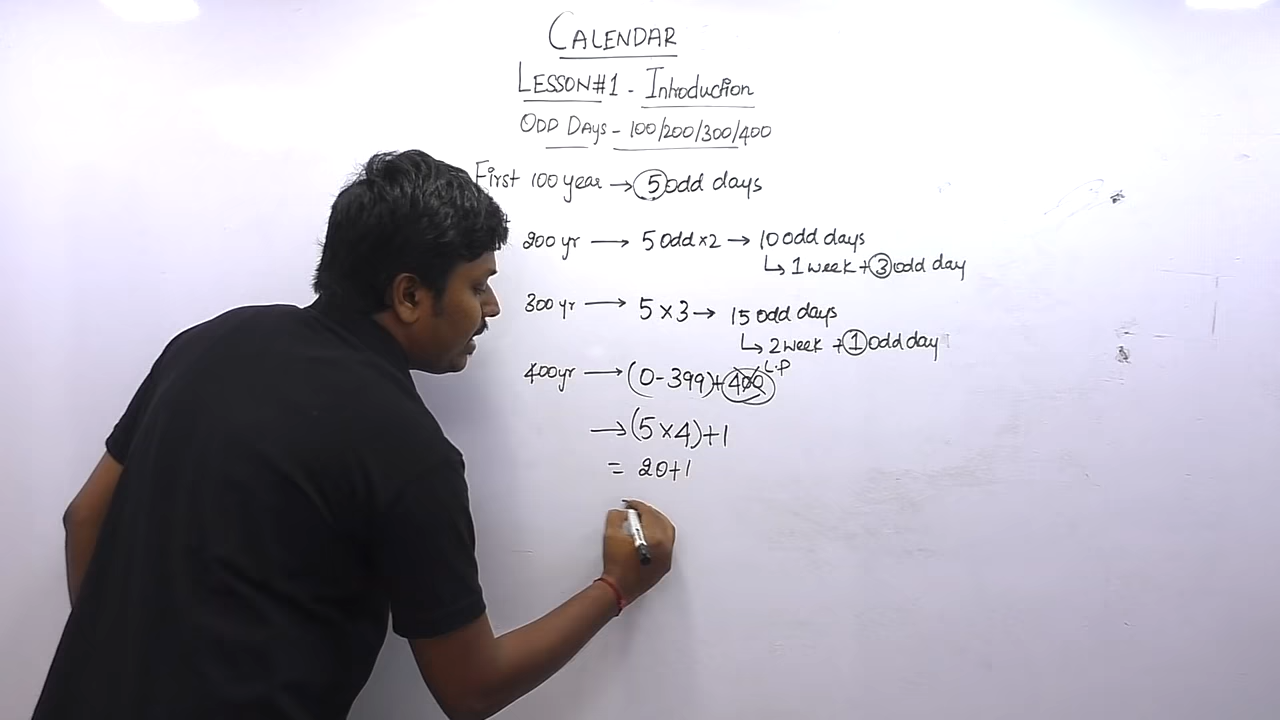 CALENDAR
LESSON#1 - Introduction
ODD DAYS - 100/200/300/400
First 100 year → 5 odd days
200 yr → 5 Odd×2 → 10 odd days
↳ 1 week + 3 odd day
300 yr → 5 × 3 → 15 odd days
↳ 2 week + 1 Odd day
400 yr → (0-399)+400 L.P
→ (5×4)+1
= 20+1